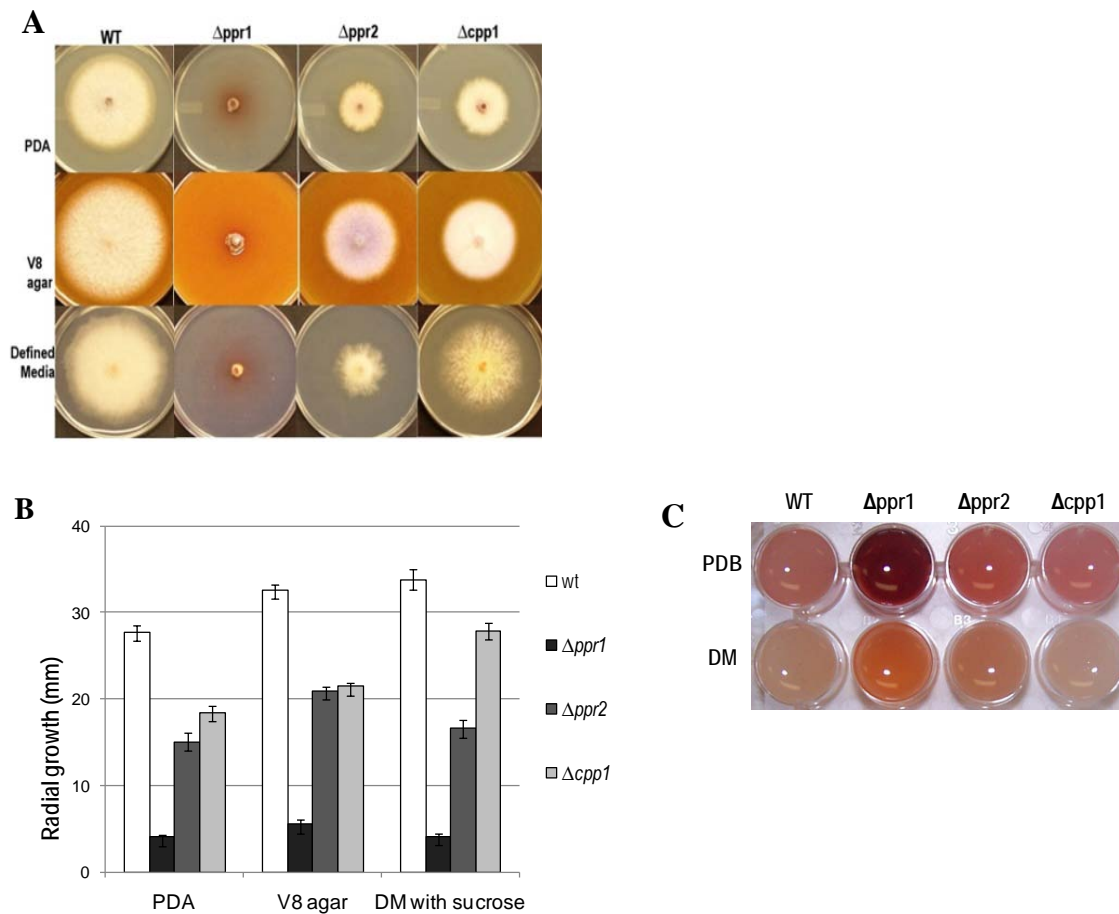 A
WT Δppr1 Δppr2 Δcpp1
PDA
V8
agar
Defined
Media
B
40
30
20
10
0
Radial growth (mm)
PDA V8 agar DM with sucrose
wt
Δppr1
Δppr2
Δcpp1
C
WT Δppr1 Δppr2 Δcpp1
PDB
DM
B3